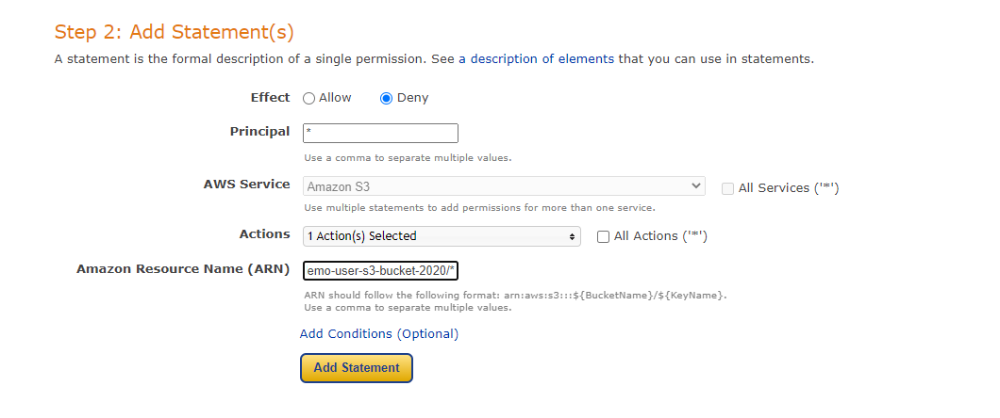 Step 2: Add Statement(s)
A statement is the formal description of a single permission. See a description of elements that you can use in statements.
Effect Allow Deny
Principal *
Use a comma to separate multiple values.
AWS Service Amazon S3 All Services ('*')
Use multiple statements to add permissions for more than one service.
Actions 1 Action(s) Selected All Actions ('*')
Amazon Resource Name (ARN) emo-user-s3-bucket-2020/*
ARN should follow the following format: arn:aws:s3:::${BucketName}/${KeyName}.
Use a comma to separate multiple values.
Add Conditions (Optional)
Add Statement